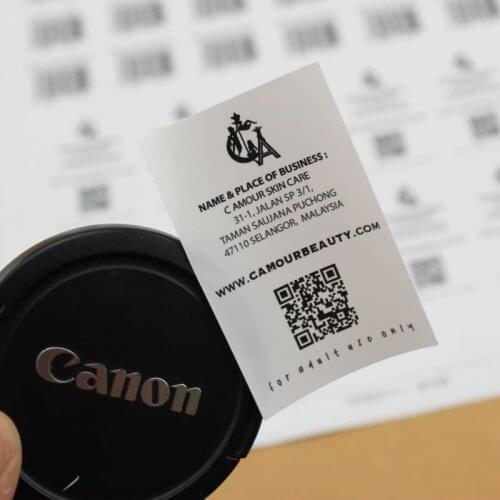 CA
NAME & PLACE OF BUSINESS :
C AMOUR SKIN CARE
31-1, JALAN SP 3/1,
TAMAN SAUJANA PUCHONG
47110 SELANGOR, MALAYSIA
WWW.CAMOURBEAUTY.COM
for adult use only
Canon